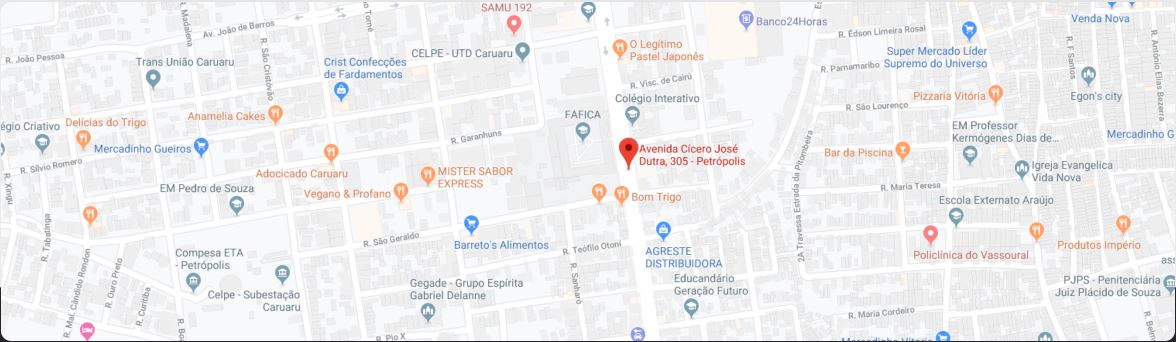 SAMU 192
Banco24Horas
Venda Nova
Av. João de Barros
R. Madalena
R. João Pessoa
CELPE - UTD Caruaru
O Legítimo
Pastel Japonês
R. Édson Limeira Rosal
Super Mercado Líder
Supremo do Universo
R. F Santos
R. Antônio Elias Bezerra
Trans União Caruaru
R. São Cristóvão
Crist Confecções
de Fardamentos
R. Visc. de Cairú
R. Parnamaribo
Pizzaria Vitória
Egon's city
Colégio Interativo
R. São Lourenço
Anamelia Cakes
FAFICA
Delicias do Trigo
égio Criativo
R. Garanhuns
EM Professor
Kermógenes Dias de...
Mercadinho G
Mercadinho Gueiros
Avenida Cícero José
Dutra, 305 - Petrópolis
Bar da Piscina
R. Silvio Romero
Adocicado Caruaru
MISTER SABOR
EXPRESS
Igreja Evangelica
Vida Nova
R. Xingu
EM Pedro de Souza
Vegano & Profano
Bom Trigo
R. Maria Teresa
Escola Externato Araújo
2A Travessa Estrada da Pitombeira
R. Tabatinga
R. São Geraldo
Barreto's Alimentos
R. Teófilo Otoni
AGRESTE
DISTRIBUIDORA
Policlínica do Vassoural
Produtos Império
Compesa ETA
- Petrópolis
R. Mal. Cândido Rondon
R. Ouro Preto
R. Curitiba
Celpe - Subestação
Caruaru
Gegade - Grupo Espírita
Gabriel Delanne
R. Sanharó
Educandário
Geração Futuro
PJPS - Penitenciária
Juiz Plácido de Souza
R. Maria Cordeiro
R. Pio X
Mercadinho Vitoria